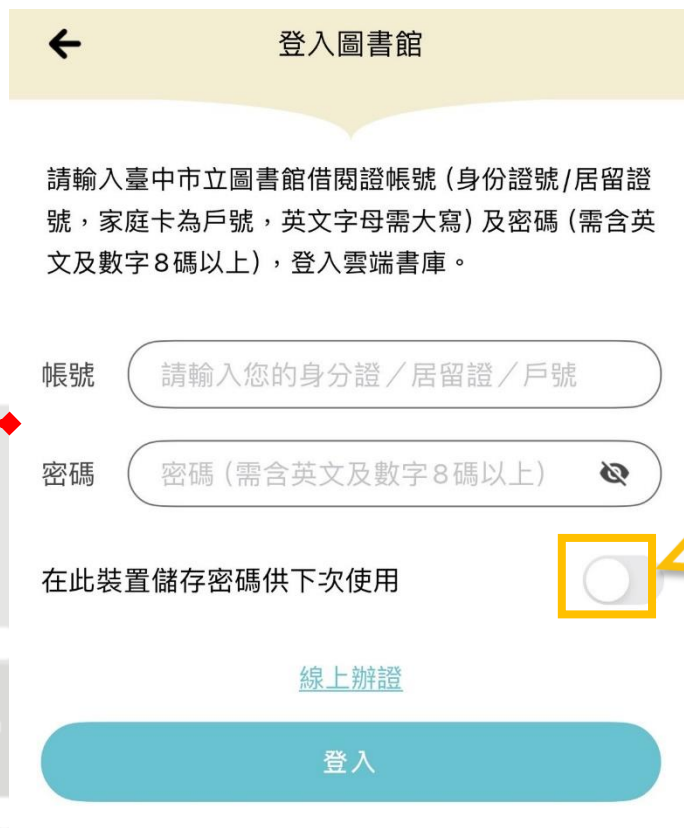 登入圖書館
請輸入臺中市立圖書館借閱證帳號（身份證號/居留證
號，家庭卡為戶號，英文字母需大寫）及密碼（需含英
文及數字8碼以上），登入雲端書庫。
帳號 請輸入您的身分證／居留證／戶號
密碼 密碼（需含英文及數字8碼以上）
在此裝置儲存密碼供下次使用
線上辦證
登入